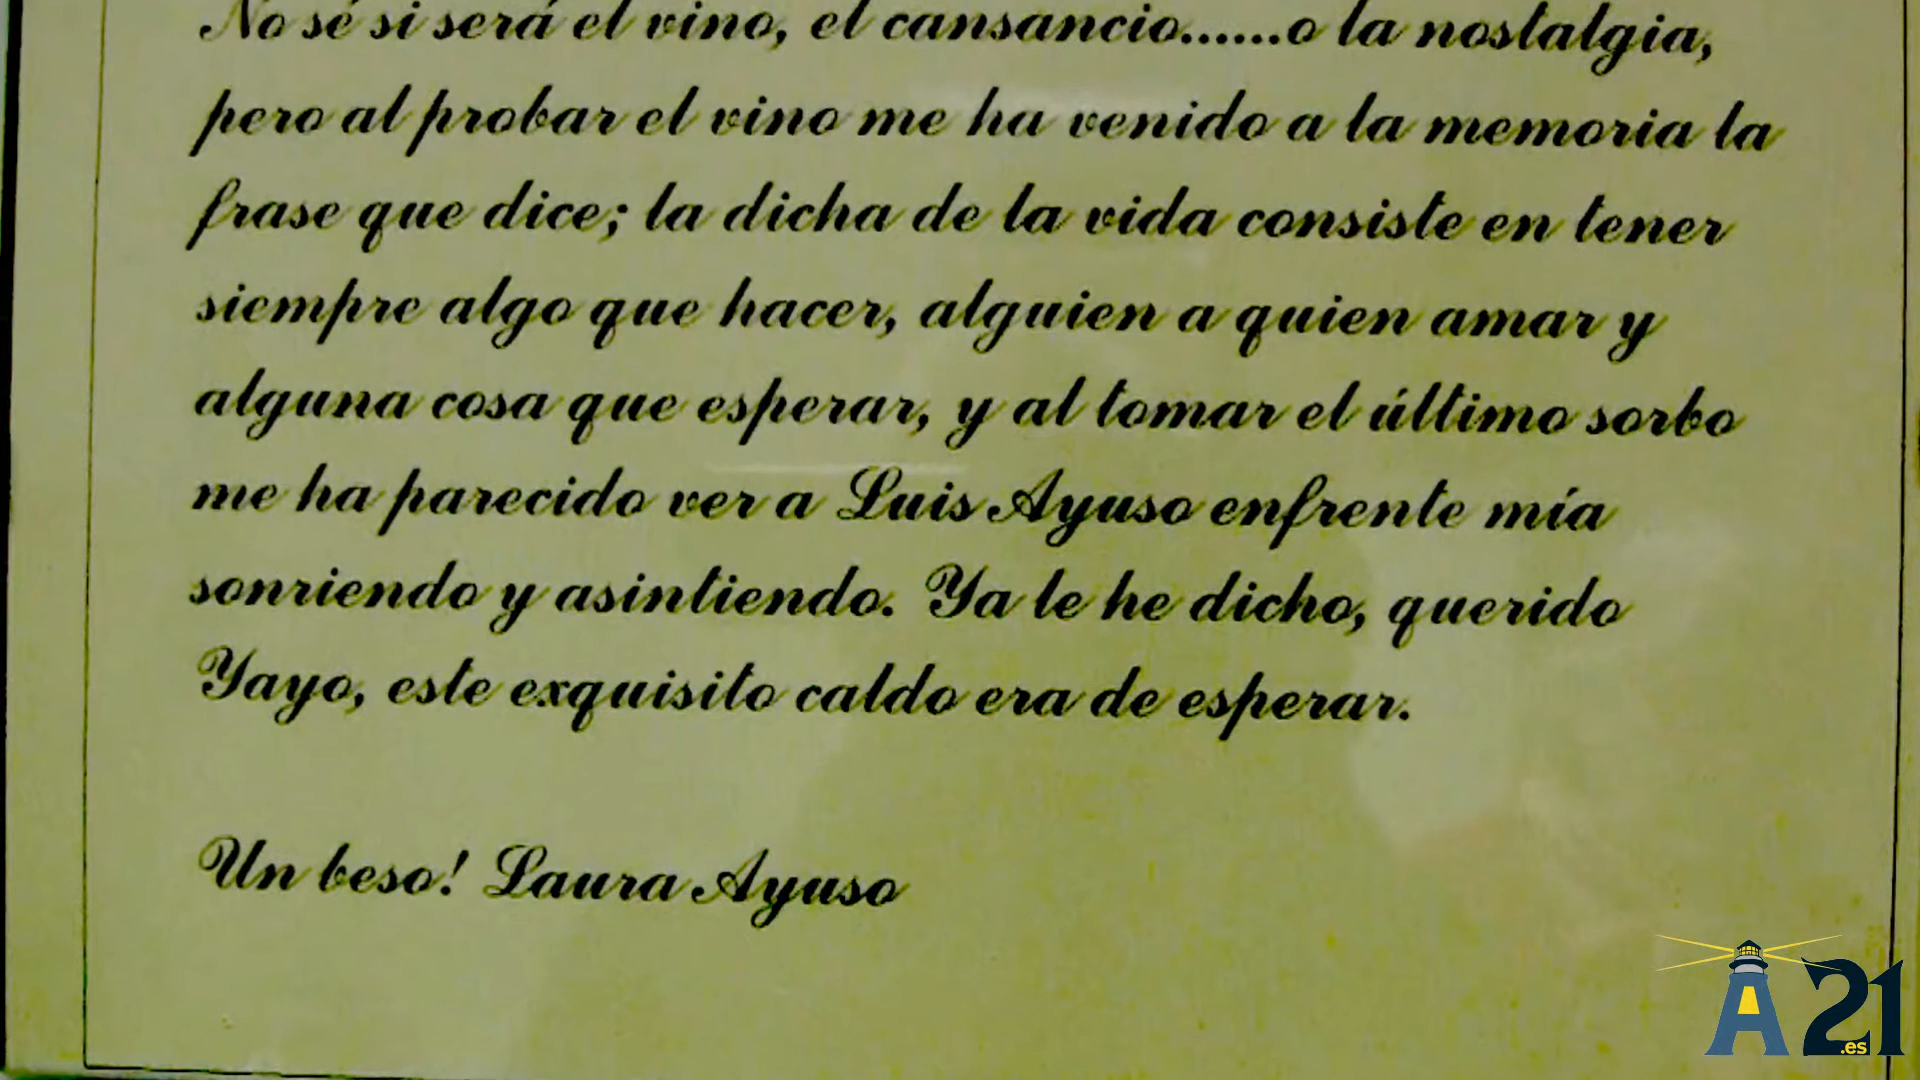 No sé si será el vino, el cansancio......o la nostalgia,
pero al probar el vino me ha venido a la memoria la
frase que dice; la dicha de la vida consiste en tener
siempre algo que hacer, alguien a quien amar y
alguna cosa que esperar, y al tomar el último sorbo
me ha parecido ver a Luis Ayuso enfrente mía
sonriendo y asintiendo. Ya le he dicho, querido
Yayo, este exquisito caldo era de esperar.
Un beso! Laura Ayuso
A21
.es